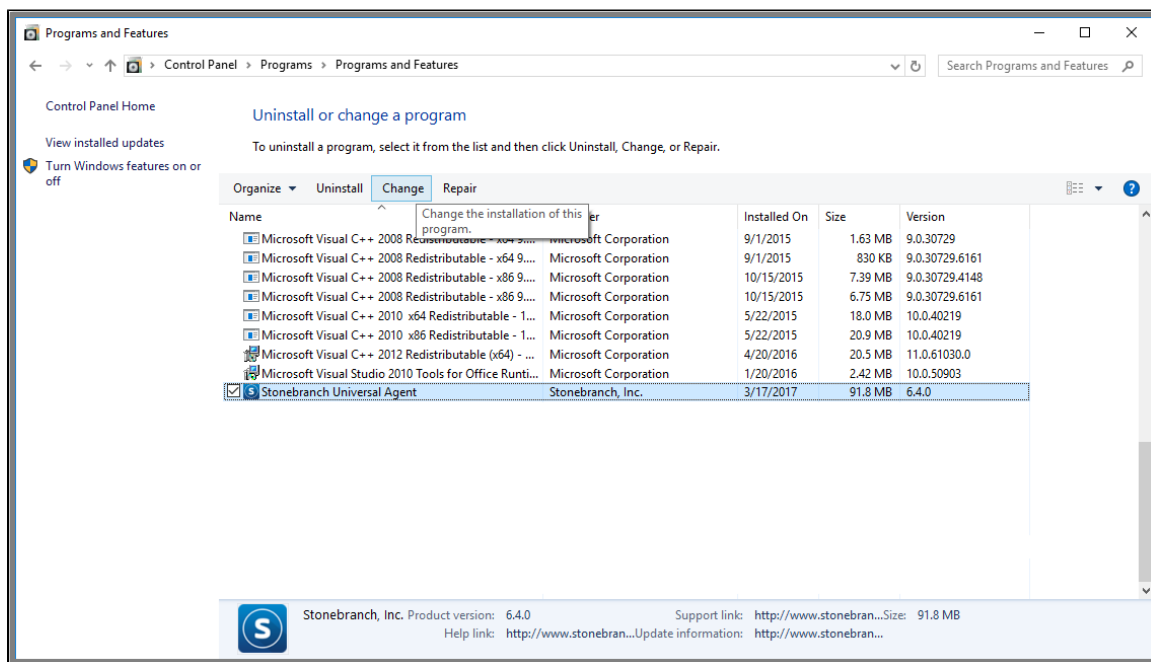 Programs and Features
Control Panel > Programs > Programs and Features
Search Programs and Features
Control Panel Home
View installed updates
Turn Windows features on or
off
Uninstall or change a program
To uninstall a program, select it from the list and then click Uninstall, Change, or Repair.
Organize Uninstall Change Repair
Change the installation of this
program.
Name er Installed On Size Version
Microsoft Visual C++ 2008 Redistributable - x64 9.... Microsoft Corporation 9/1/2015 1.63 MB 9.0.30729
Microsoft Visual C++ 2008 Redistributable - x64 9.... Microsoft Corporation 9/1/2015 830 KB 9.0.30729.6161
Microsoft Visual C++ 2008 Redistributable - x86 9.... Microsoft Corporation 10/15/2015 7.39 MB 9.0.30729.4148
Microsoft Visual C++ 2008 Redistributable - x86 9.... Microsoft Corporation 10/15/2015 6.75 MB 9.0.30729.6161
Microsoft Visual C++ 2010 x64 Redistributable - 1... Microsoft Corporation 5/22/2015 18.0 MB 10.0.40219
Microsoft Visual C++ 2010 x86 Redistributable - 1... Microsoft Corporation 5/22/2015 20.9 MB 10.0.40219
Microsoft Visual C++ 2012 Redistributable (x64) - ... Microsoft Corporation 4/20/2016 20.5 MB 11.0.61030.0
Microsoft Visual Studio 2010 Tools for Office Runti... Microsoft Corporation 1/20/2016 2.42 MB 10.0.50903
Stonebranch Universal Agent Stonebranch, Inc. 3/17/2017 91.8 MB 6.4.0
Stonebranch, Inc. Product version: 6.4.0 Support link: http://www.stonebran...Size: 91.8 MB
Help link: http://www.stonebran...Update information: http://www.stonebran...